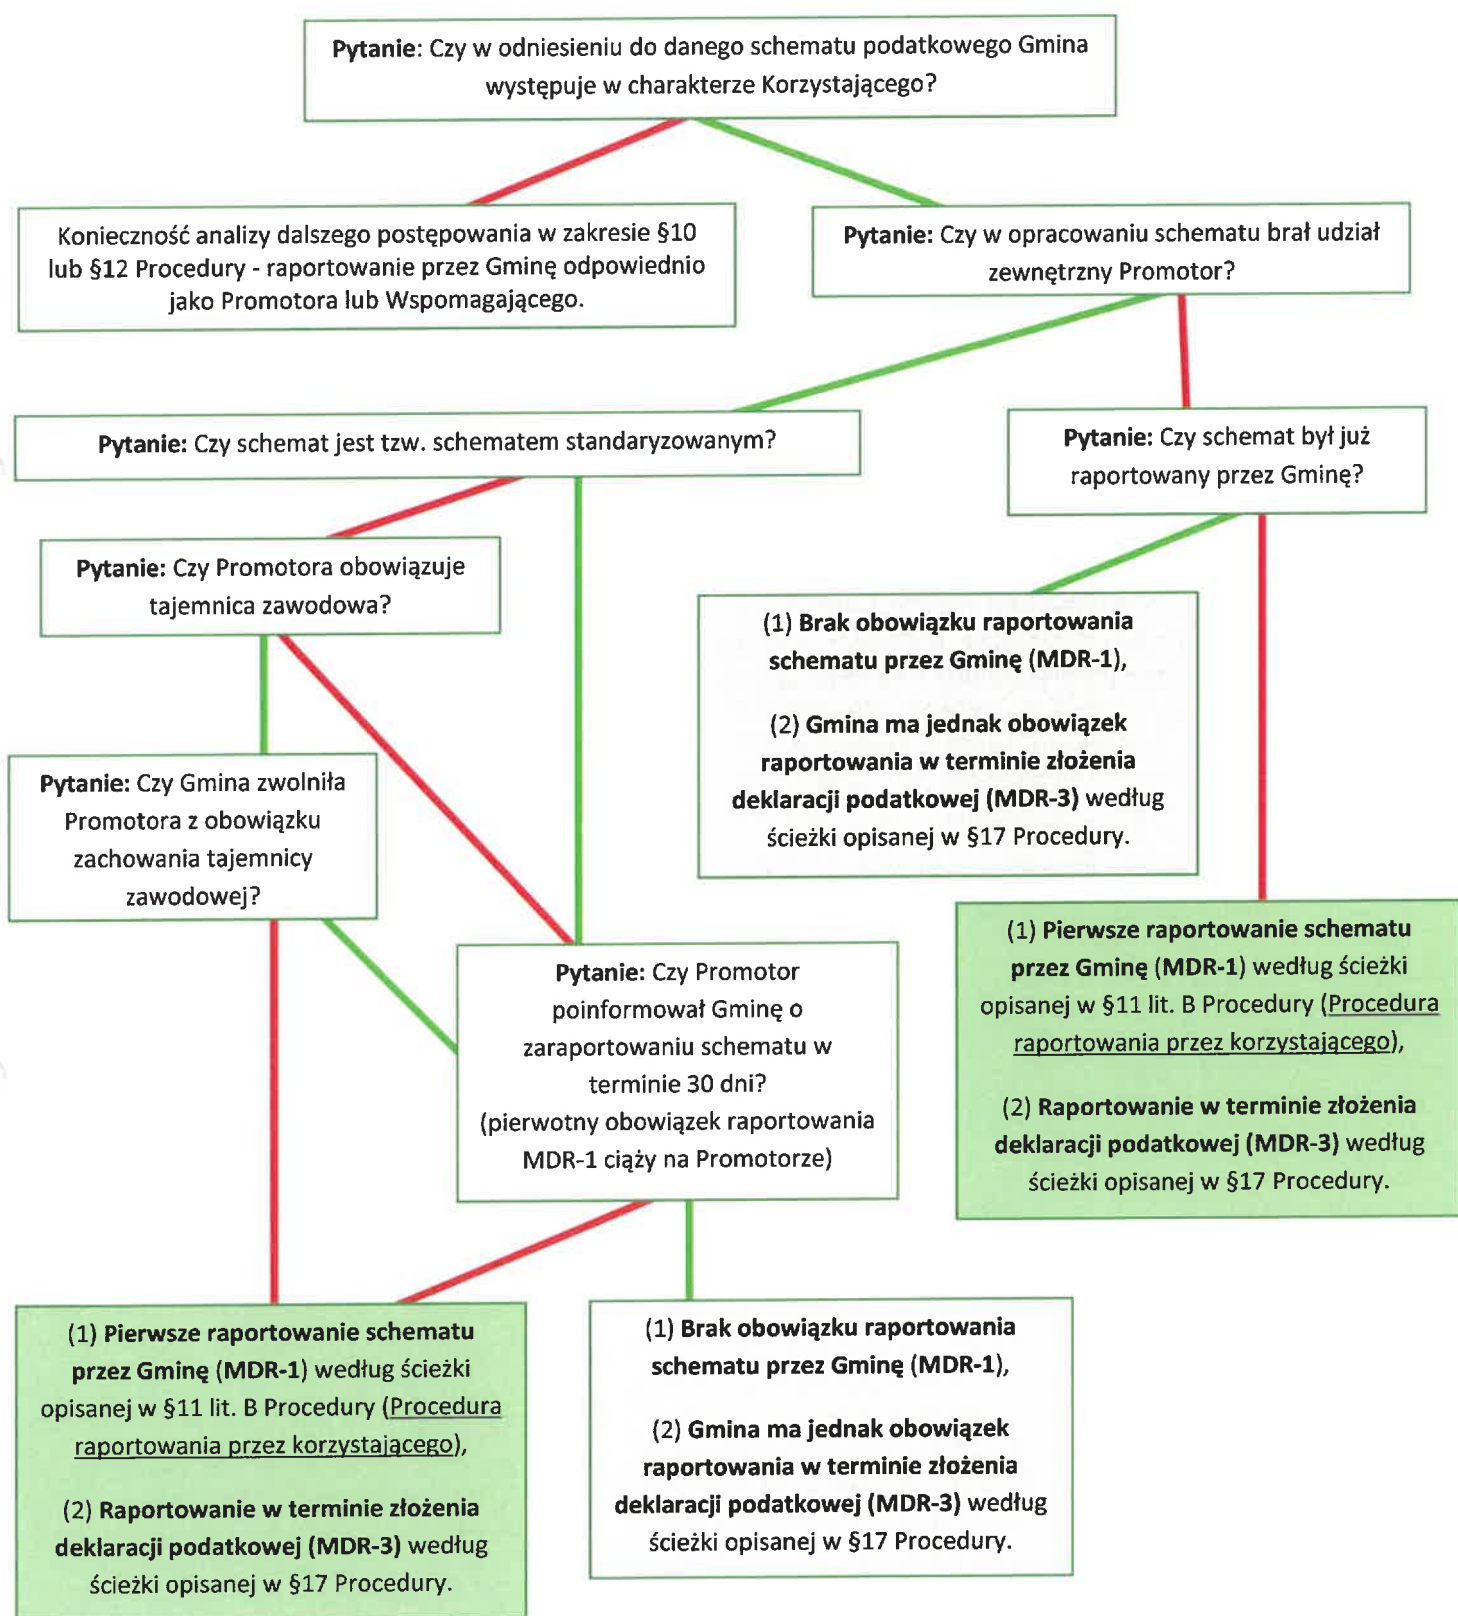 Pytanie: Czy w odniesieniu do danego schematu podatkowego Gmina
występuje w charakterze Korzystającego?
Konieczność analizy dalszego postępowania w zakresie §10
lub §12 Procedury - raportowanie przez Gminę odpowiednio
jako Promotora lub Wspomagającego.
Pytanie: Czy w opracowaniu schematu brał udział
zewnętrzny Promotor?
Pytanie: Czy schemat jest tzw. schematem standaryzowanym?
Pytanie: Czy schemat był już
raportowany przez Gminę?
Pytanie: Czy Promotora obowiązuje
tajemnica zawodowa?
(1) Brak obowiązku raportowania
schematu przez Gminę (MDR-1),
(2) Gmina ma jednak obowiązek
raportowania w terminie złożenia
deklaracji podatkowej (MDR-3) według
ścieżki opisanej w §17 Procedury.
Pytanie: Czy Gmina zwolniła
Promotora z obowiązku
zachowania tajemnicy
zawodowej?
Pytanie: Czy Promotor
poinformował Gminę o
zaraportowaniu schematu w
terminie 30 dni?
(pierwotny obowiązek raportowania
MDR-1 ciąży na Promotorze)
(1) Pierwsze raportowanie schematu
przez Gminę (MDR-1) według ścieżki
opisanej w §11 lit. B Procedury (Procedura
raportowania przez korzystającego),
(2) Raportowanie w terminie złożenia
deklaracji podatkowej (MDR-3) według
ścieżki opisanej w §17 Procedury.
(1) Pierwsze raportowanie schematu
przez Gminę (MDR-1) według ścieżki
opisanej w §11 lit. B Procedury (Procedura
raportowania przez korzystającego),
(2) Raportowanie w terminie złożenia
deklaracji podatkowej (MDR-3) według
ścieżki opisanej w §17 Procedury.
(1) Brak obowiązku raportowania
schematu przez Gminę (MDR-1),
(2) Gmina ma jednak obowiązek
raportowania w terminie złożenia
deklaracji podatkowej (MDR-3) według
ścieżki opisanej w §17 Procedury.